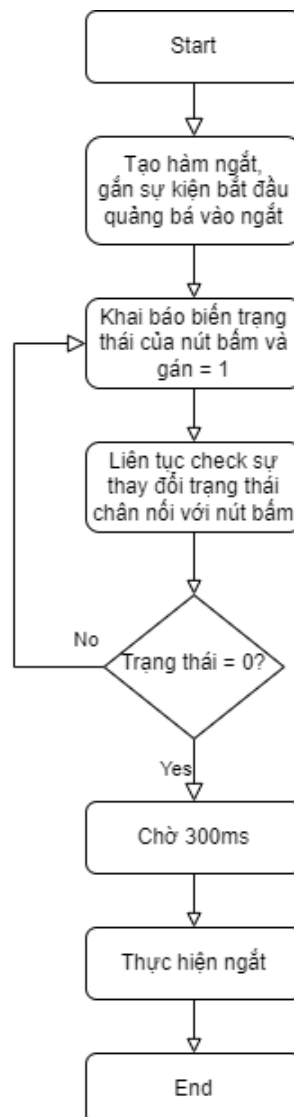 Start
Tạo hàm ngắt,
gắn sự kiện bắt đầu
quảng bá vào ngắt
Khai báo biến trạng
thái của nút bấm và
gán = 1
Liên tục check sự
thay đổi trạng thái
chân nối với nút bấm
No
Trạng thái = 0?
Yes
Chờ 300ms
Thực hiện ngắt
End